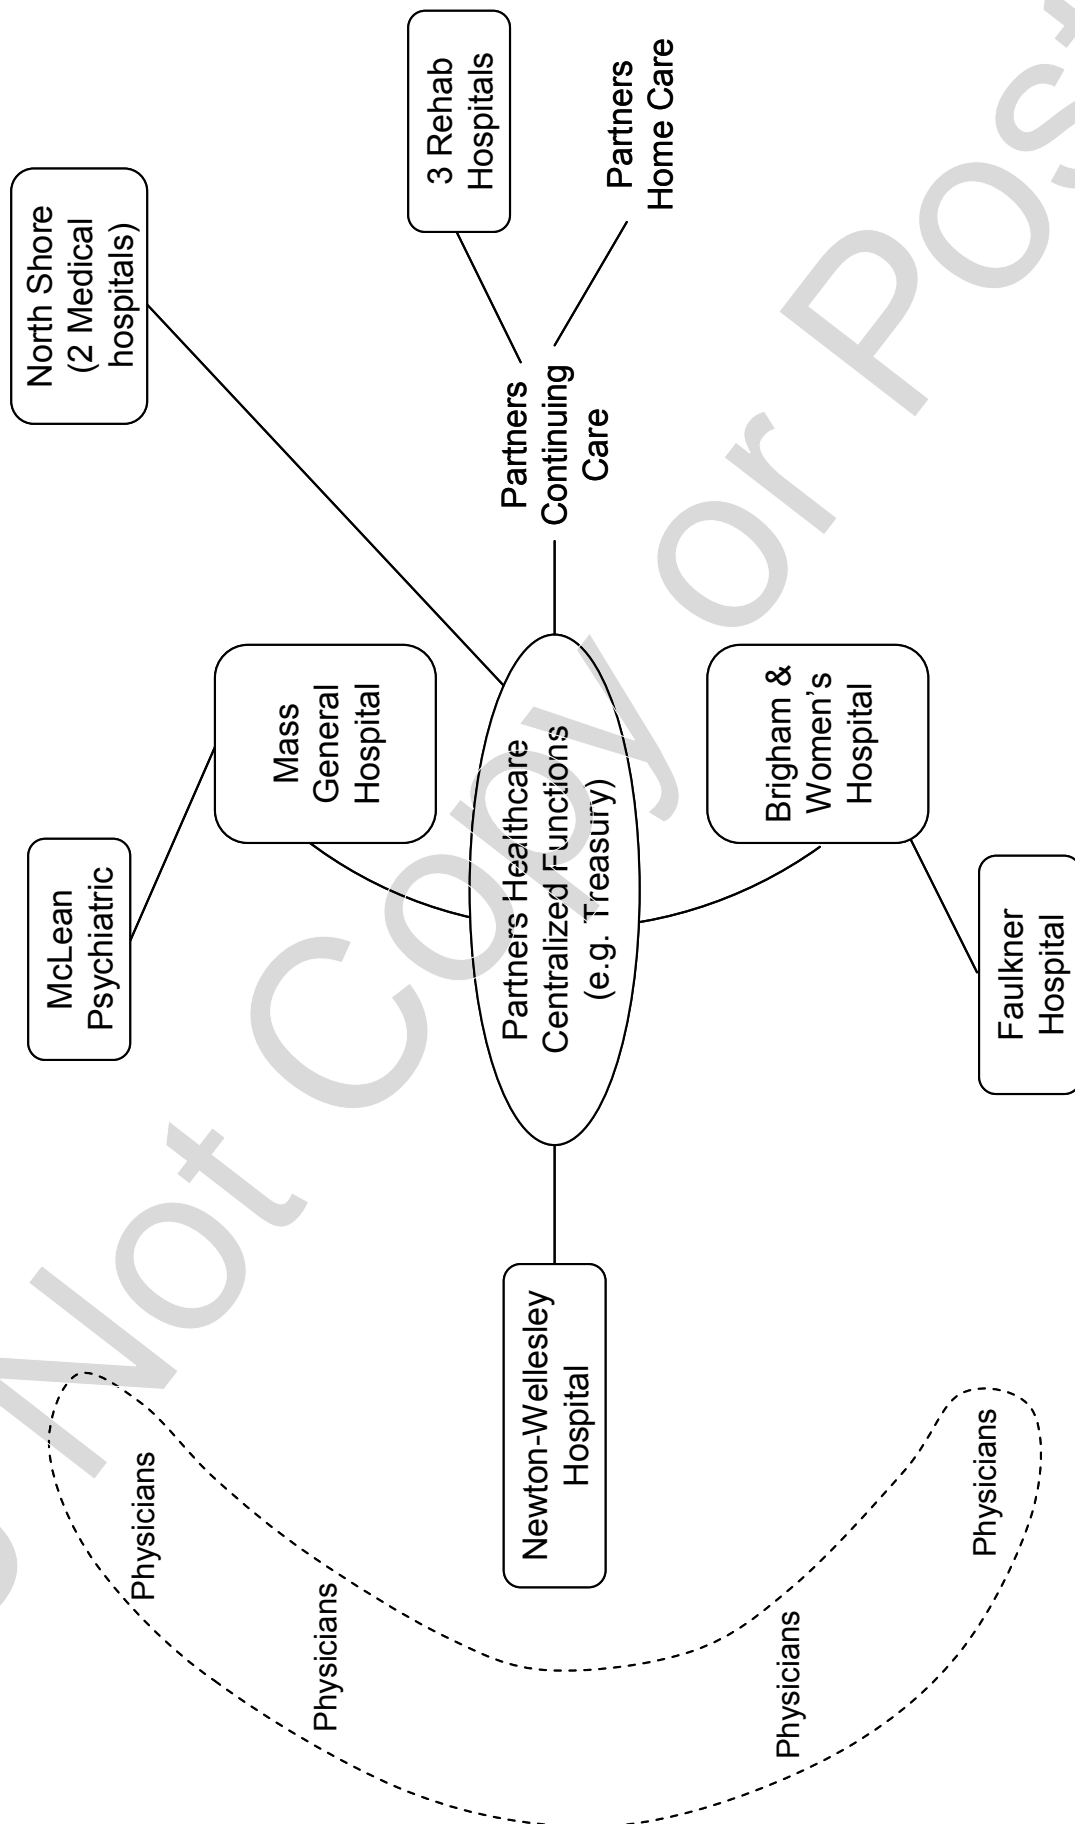 North Shore
(2 Medical
hospitals)
McLean
Psychiatric
Physicians
Mass
General
Hospital
Physicians
3 Rehab
Hospitals
Newton-Wellesley
Hospital
Partners Healthcare
Centralized Functions
(e.g. Treasury)
Partners
Continuing
Care
Partners
Home Care
Physicians
Brigham &
Women's
Hospital
Physicians
Faulkner
Hospital
Not Copy or Post